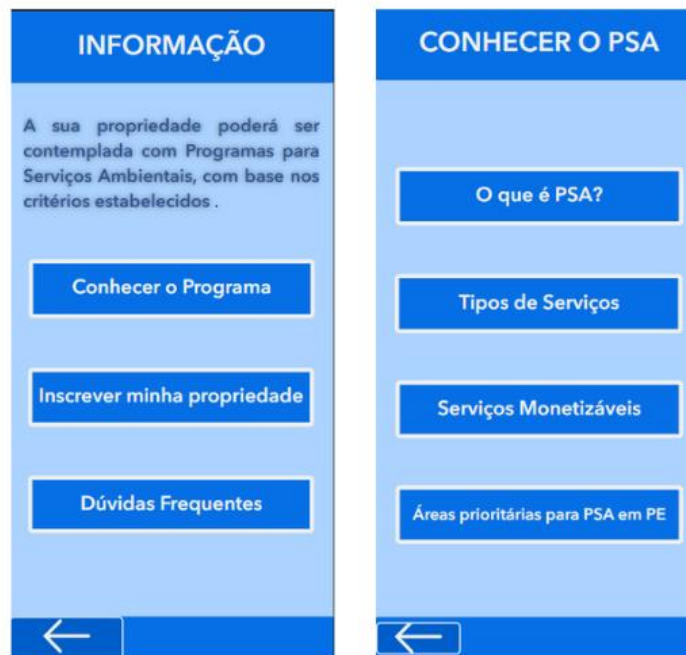 INFORMAÇÃO
A sua propriedade poderá ser
contemplada com Programas para
Serviços Ambientais, com base nos
critérios estabelecidos .
Conhecer o Programa
Inscrever minha propriedade
Dúvidas Frequentes
CONHECER O PSA
O que é PSA?
Tipos de Serviços
Serviços Monetizáveis
Áreas prioritárias para PSA em PE